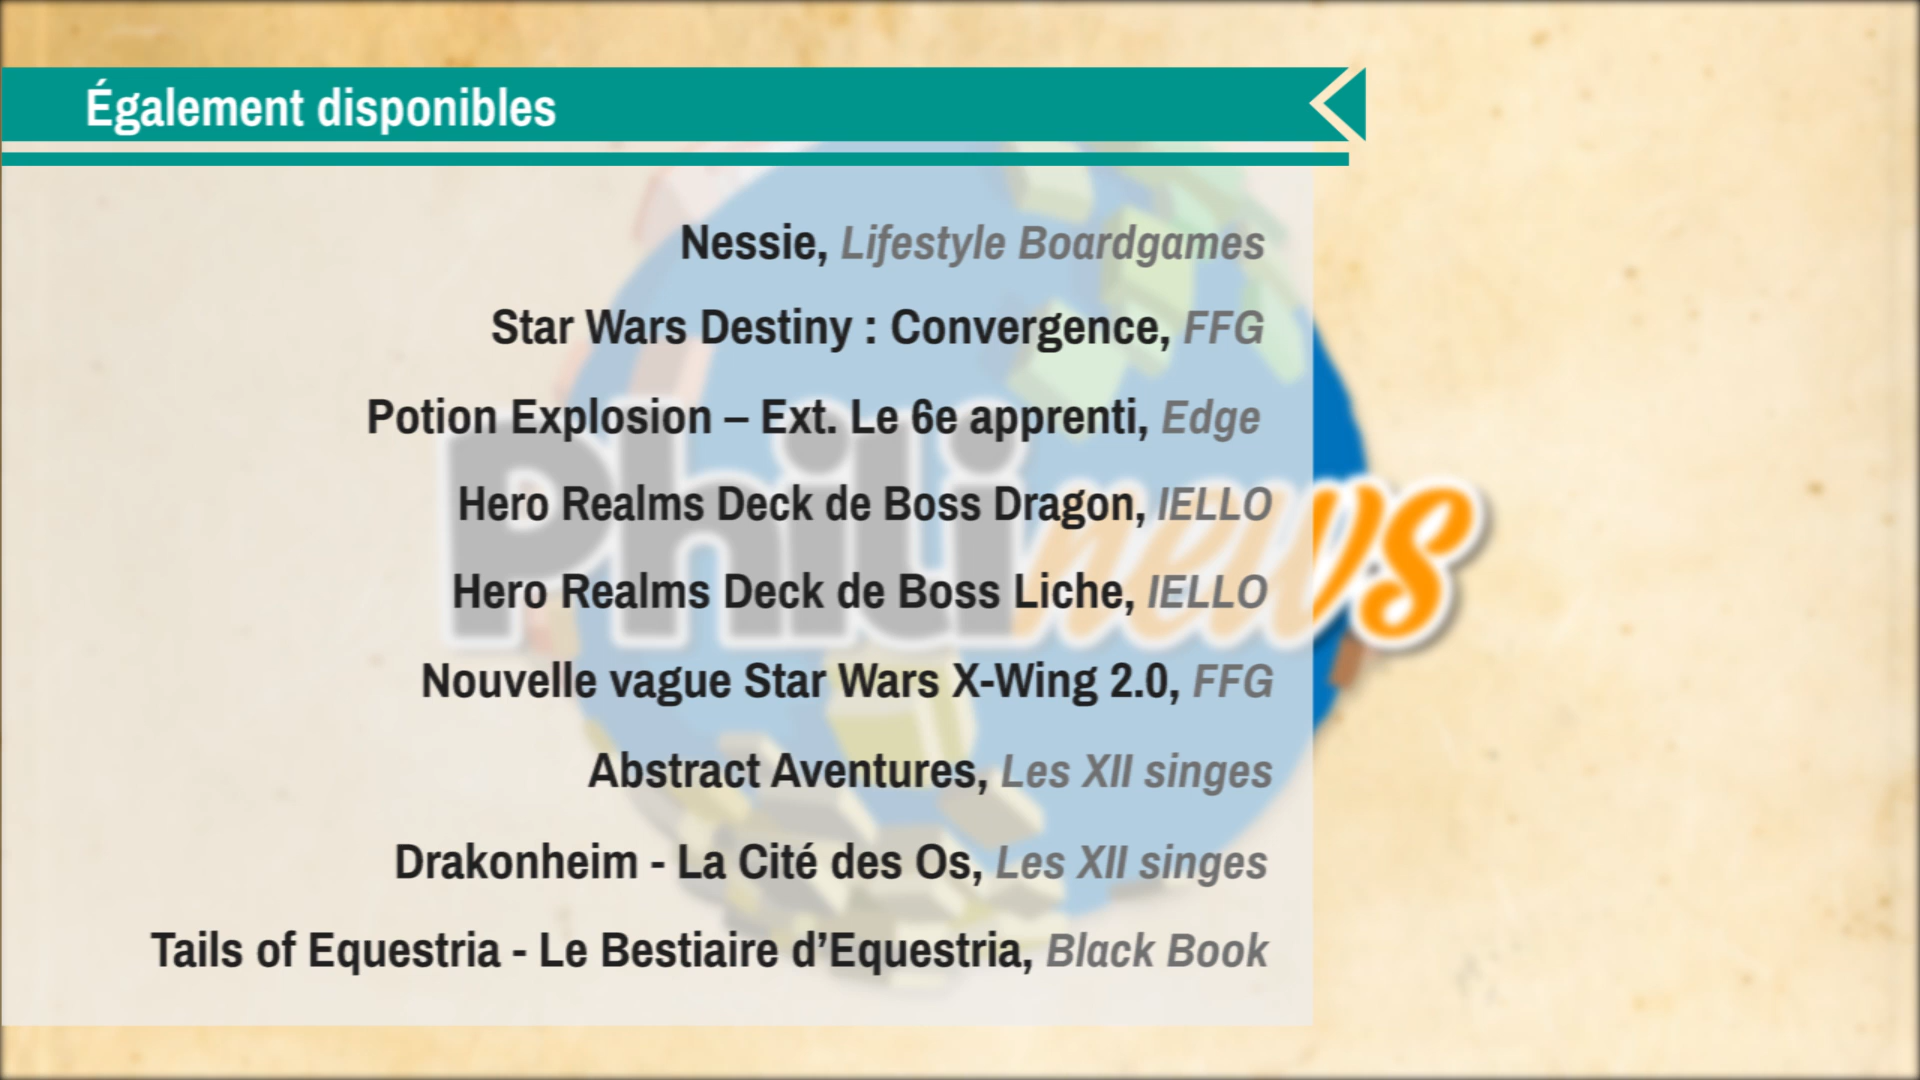 Également disponibles
Nessie, Lifestyle Boardgames
Star Wars Destiny : Convergence, FFG
Potion Explosion – Ext. Le 6e apprenti, Edge
Hero Realms Deck de Boss Dragon, IELLO
Hero Realms Deck de Boss Liche, IELLO
Nouvelle vague Star Wars X-Wing 2.0, FFG
Abstract Aventures, Les XII singes
Drakonheim - La Cité des Os, Les XII singes
Tails of Equestria - Le Bestiaire d’Equestria, Black Book
Philinews